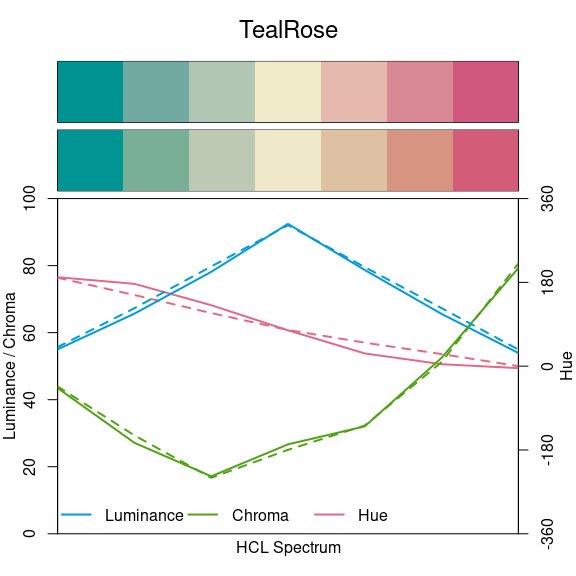 TealRose
100
80
60
40
20
0
Luminance / Chroma
360
180
0
-180
-360
Hue
Luminance Chroma Hue
HCL Spectrum